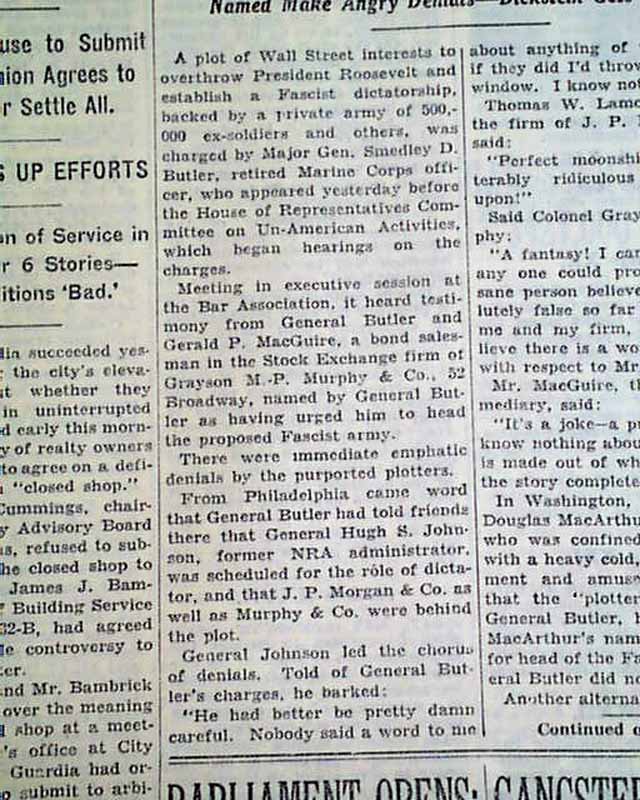 Named Make Angry Denials—Dickstein Gets
use to Submit
nion Agrees to
r Settle All.
S UP EFFORTS
on of Service in
r 6 Stories—
itions 'Bad.'
dia succeeded yes-
the city's eleva-
t whether they
in uninterrupted
d early this morn-
y of realty owners
to agree on a defi-
"closed shop."
Cummings, chair-
y Advisory Board
s, refused to sub-
he closed shop to
James J. Bam-
Building Service
32-B, had agreed
le controversy to
er.
nd Mr. Bambrick
over the meaning
d shop at a meet-
's office at City
Guardia had or-
o submit to arbi-
A plot of Wall Street interests to
overthrow President Roosevelt and
establish a Fascist dictatorship,
backed by a private army of 500,-
000 ex-soldiers and others, was
charged by Major Gen. Smedley D.
Butler, retired Marine Corps offi-
cer, who appeared yesterday before
the House of Representatives Com-
mittee on Un-American Activities,
which began hearings on the
charges.
Meeting in executive session at
the Bar Association, it heard testi-
mony from General Butler and
Gerald P. MacGuire, a bond sales-
man in the Stock Exchange firm of
Grayson M.-P. Murphy & Co., 52
Broadway, named by General But-
ler as having urged him to head
the proposed Fascist army.
There were immediate emphatic
denials by the purported plotters.
From Philadelphia came word
that General Butler had told friends
there that General Hugh S. John-
son, former NRA administrator,
was scheduled for the rôle of dicta-
tor, and that J. P. Morgan & Co. as
well as Murphy & Co. were behind
the plot.
General Johnson led the chorus
of denials. Told of General But-
ler's charges, he barked:
"He had better be pretty damn
careful. Nobody said a word to me
about anything of
if they did I'd throw
window. I know not
Thomas W. Lamo
the firm of J. P. M
said:
"Perfect moonshi
terably ridiculous
upon!"
Said Colonel Gray
phy:
"A fantasy! I can
any one could pro
sane person believe
lutely false so far
me and my firm,
lieve there is a wo
with respect to Mr.
Mr. MacGuire, th
mediary, said:
"It's a joke—a pu
know nothing abou
is made out of wh
the story complete
In Washington,
Douglas MacArthu
who was confined
with a heavy cold,
ment and amuse
that the "plotter
General Butler, h
MacArthur's nam
for head of the Fa
eral Butler did no
Another alterna
Continued o
PARLIAMENT OPENS;
GANGSTER